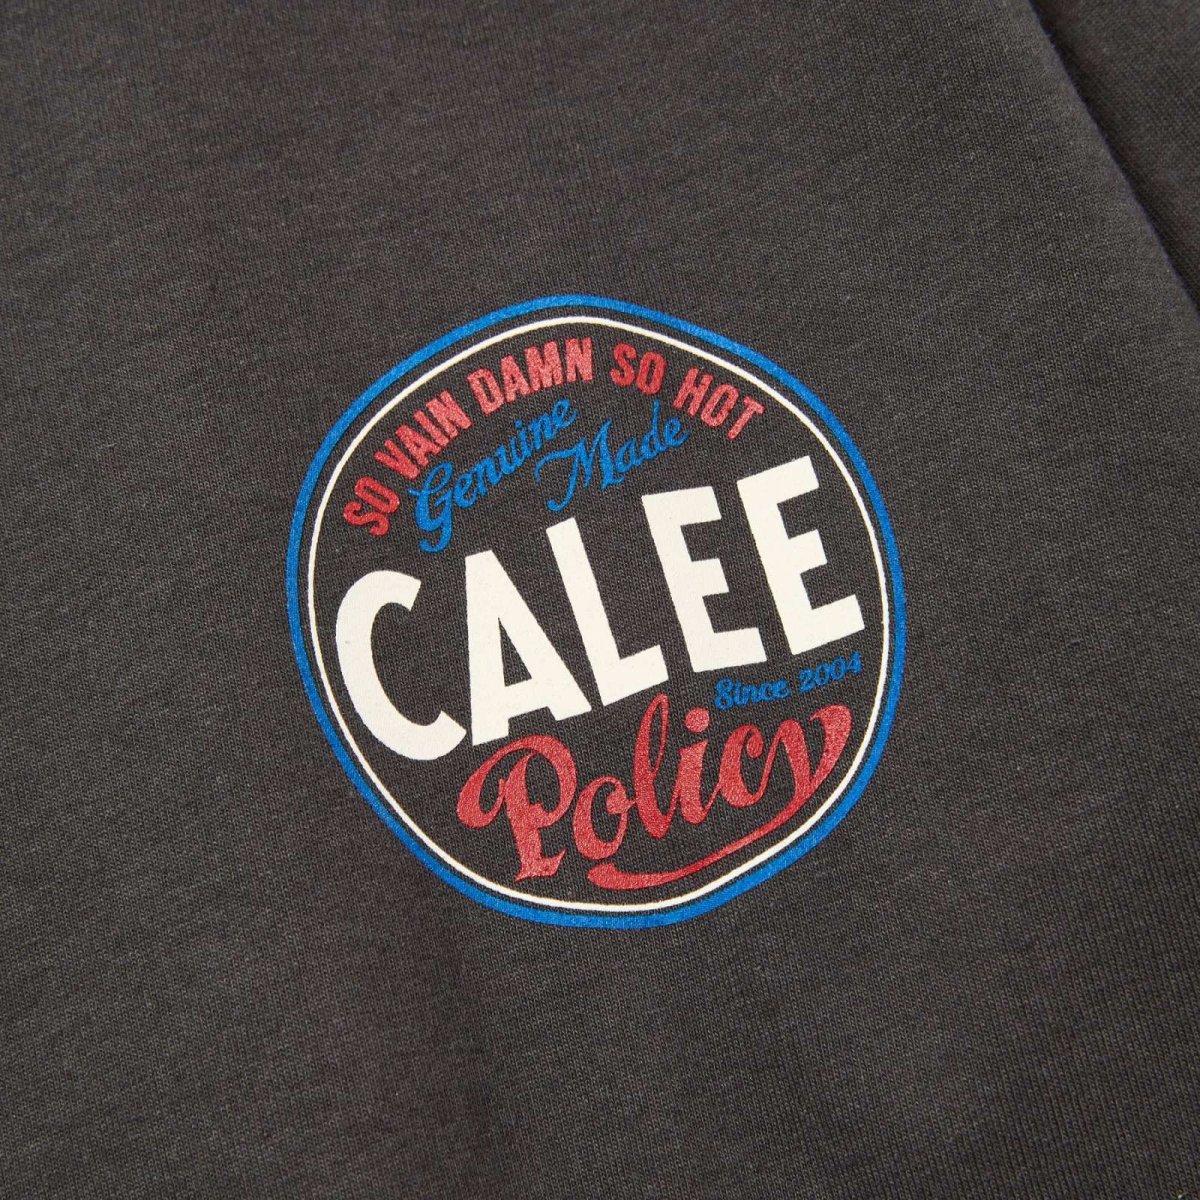 SO VAIN DAMN SO HOT
Genuine
Made
CALEE
Since 2004
Policy